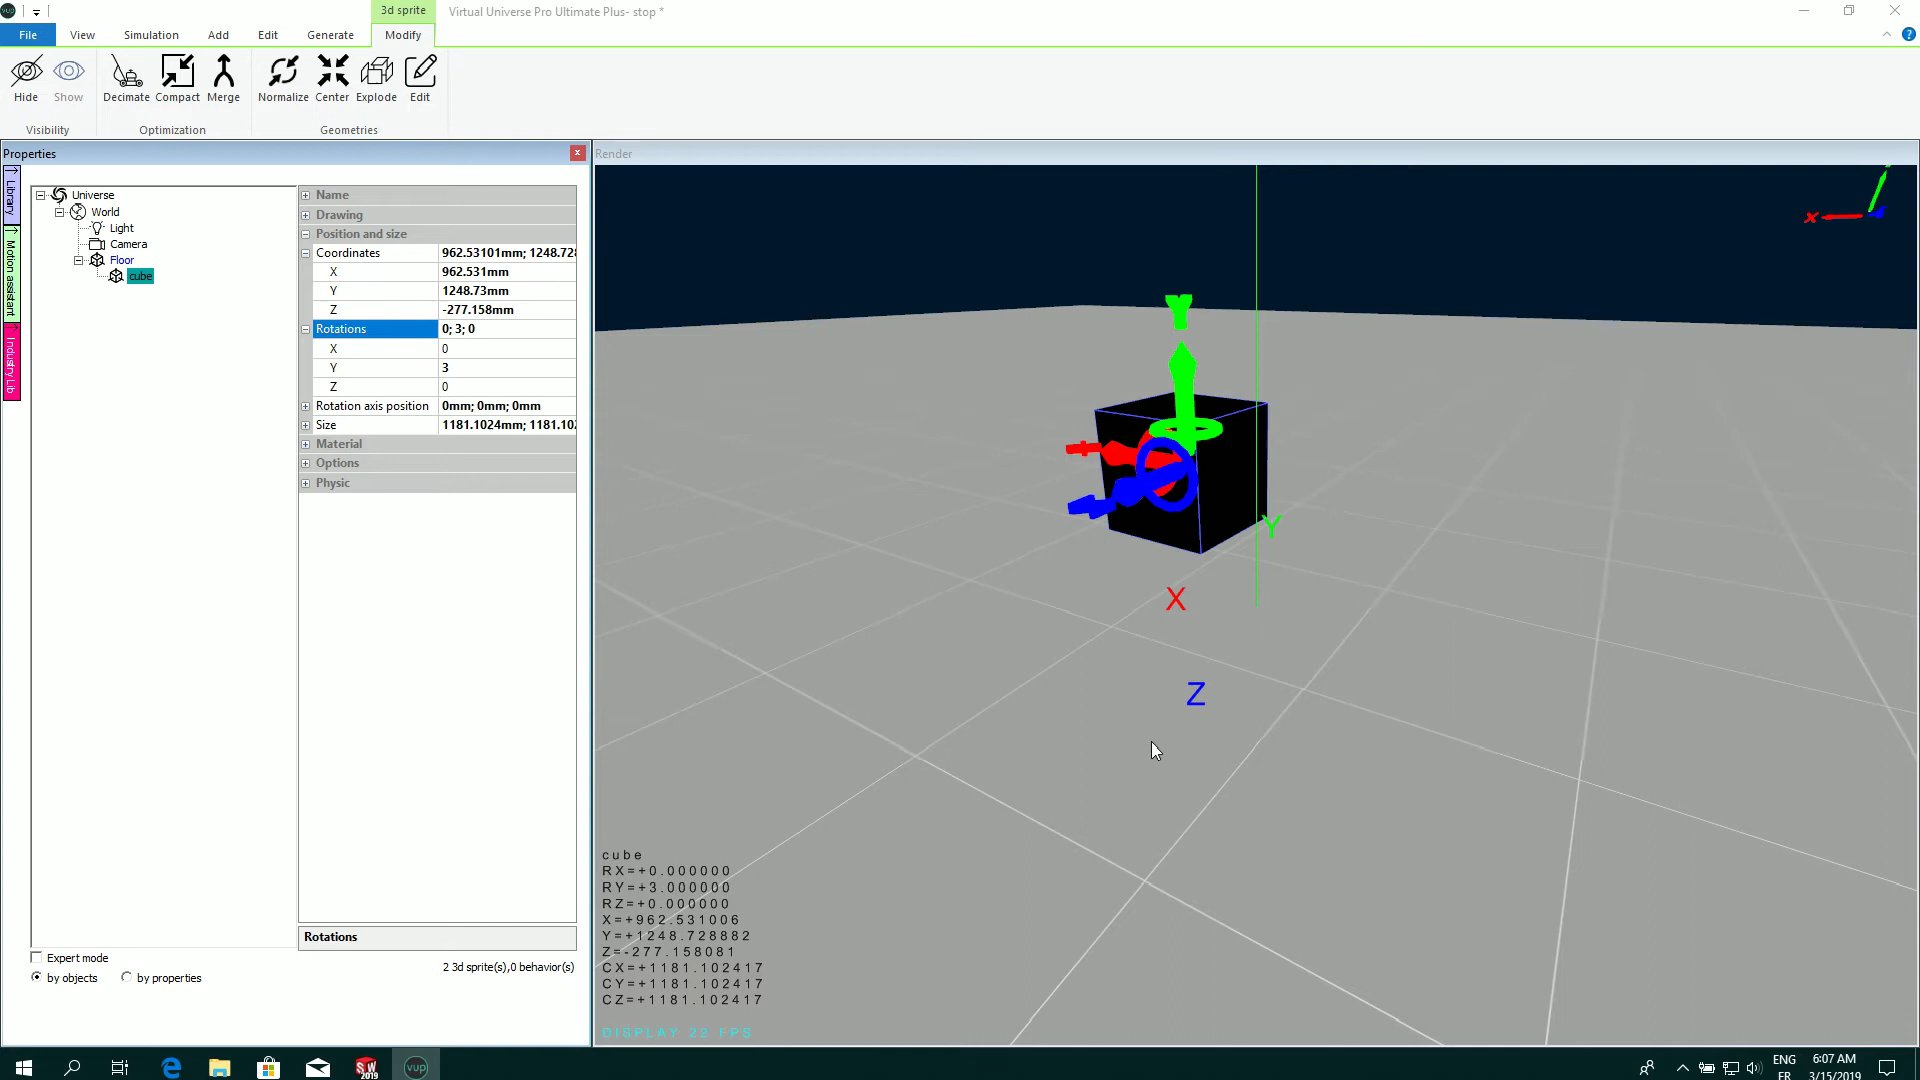 vup 3d sprite Virtual Universe Pro Ultimate Plus- stop *
File View Simulation Add Edit Generate Modify
Hide Show Decimate Compact Merge Normalize Center Explode Edit
Visibility Optimization Geometries
Properties
Render
Library
Motion assistant
Industry Lib
Universe
World
Light
Camera
Floor
cube
Name
Drawing
Position and size
Coordinates 962.53101mm; 1248.728
X 962.531mm
Y 1248.73mm
Z -277.158mm
Rotations 0; 3; 0
X 0
Y 3
Z 0
Rotation axis position 0mm; 0mm; 0mm
Size 1181.1024mm; 1181.102
Material
Options
Physic
Rotations
Expert mode
by objects by properties
2 3d sprite(s),0 behavior(s)
X
Y
X
Z
cube
RX=+0.000000
RY=+3.000000
RZ=+0.000000
X=+962.531006
Y=+1248.728882
Z=-277.158081
CX=+1181.102417
CY=+1181.102417
CZ=+1181.102417
DISPLAY 22 FPS
SW 2019
vup
ENG
FR
6:07 AM
3/15/2019